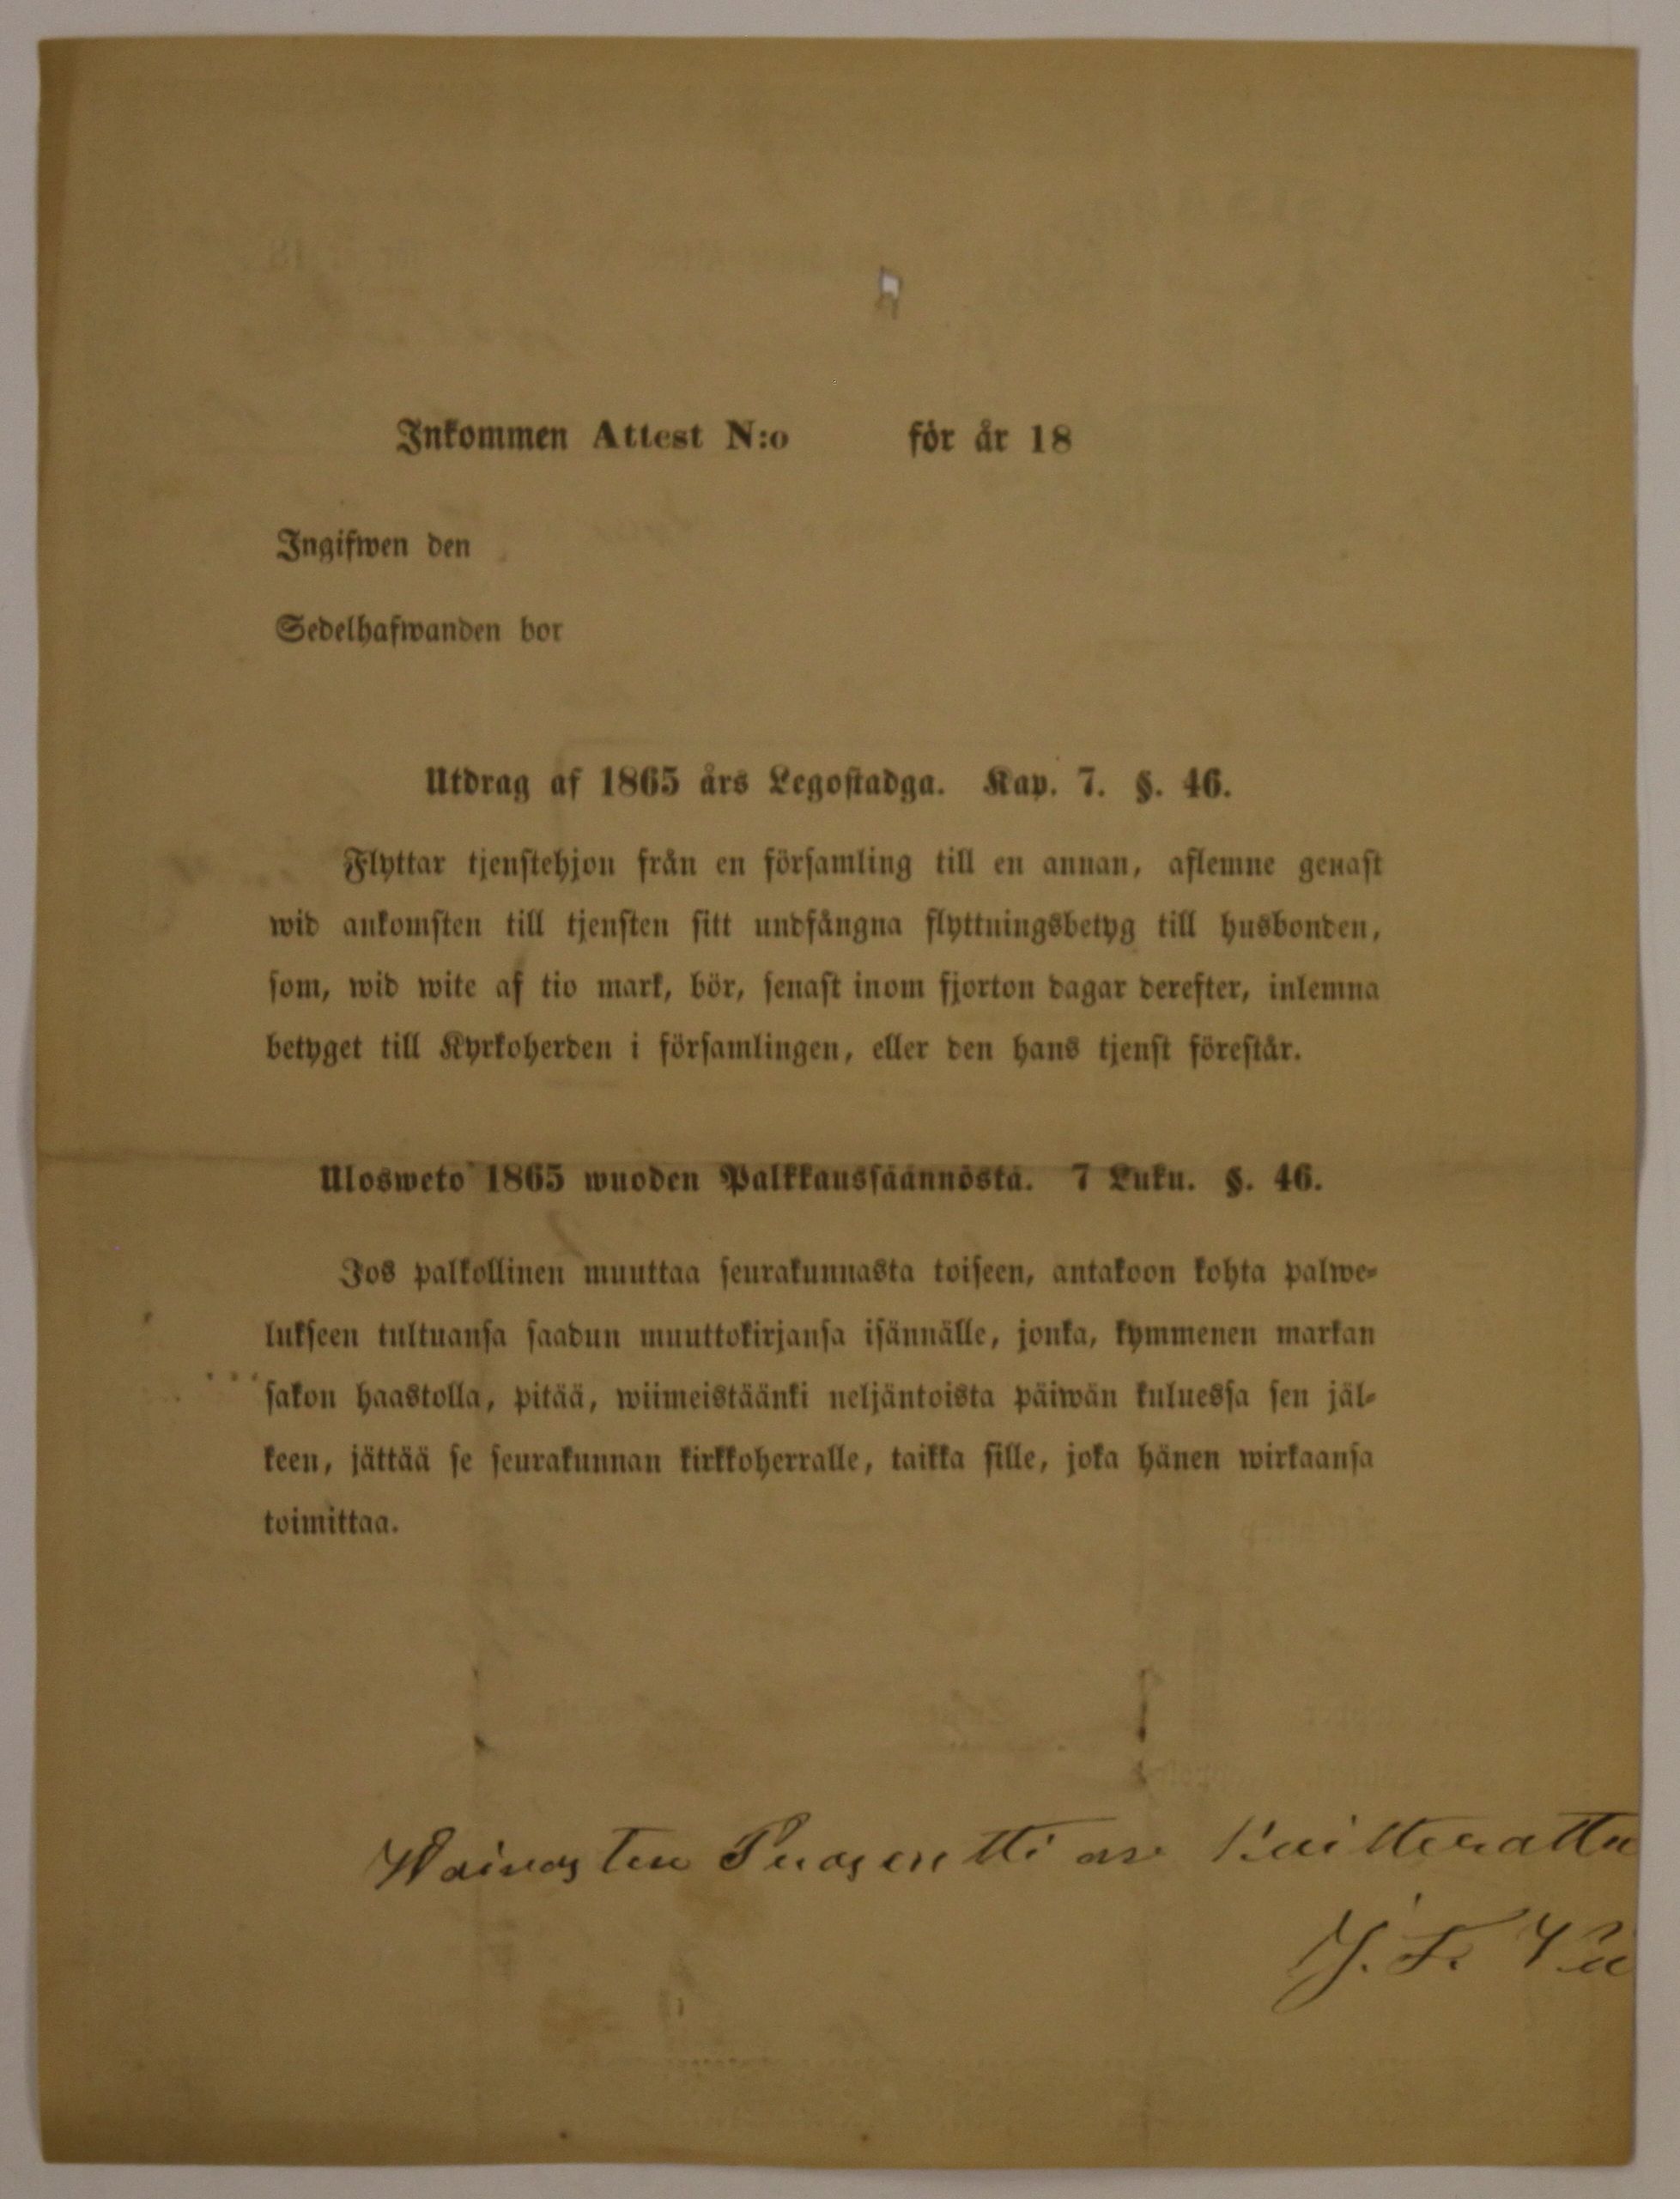 Inkommen Attest N:o för år 18
Ingifwen den
Sedelhafwanden bor
Utdrag af 1865 års Legostadga. Kap. 7. §. 46.
Flyttar tjenstehjon från en församling till en annan, aflemne genast
wid ankomsten till tjensten sitt undfångna flyttningsbetyg till husbonden,
som, wid wite af tio mark, bör, senast inom fjorton dagar derefter, inlemna
betyget till Kyrkoherden i församlingen, eller den hans tjenst förestår.
Ulosweto 1865 wuoden Palkkaussäännöstä. 7 Luku. §. 46.
Jos palkollinen muuttaa seurakunnasta toiseen, antakoon kohta palwe-
lukseen tultuansa saadun muuttokirjansa isännälle, jonka, kymmenen markan
sakon haastolla, pitää, wiimeistäänki neljäntoista päiwän kuluessa sen jäl-
keen, jättää se seurakunnan kirkkoherralle, taikka sille, joka hänen wirkaansa
toimittaa.
J. F.